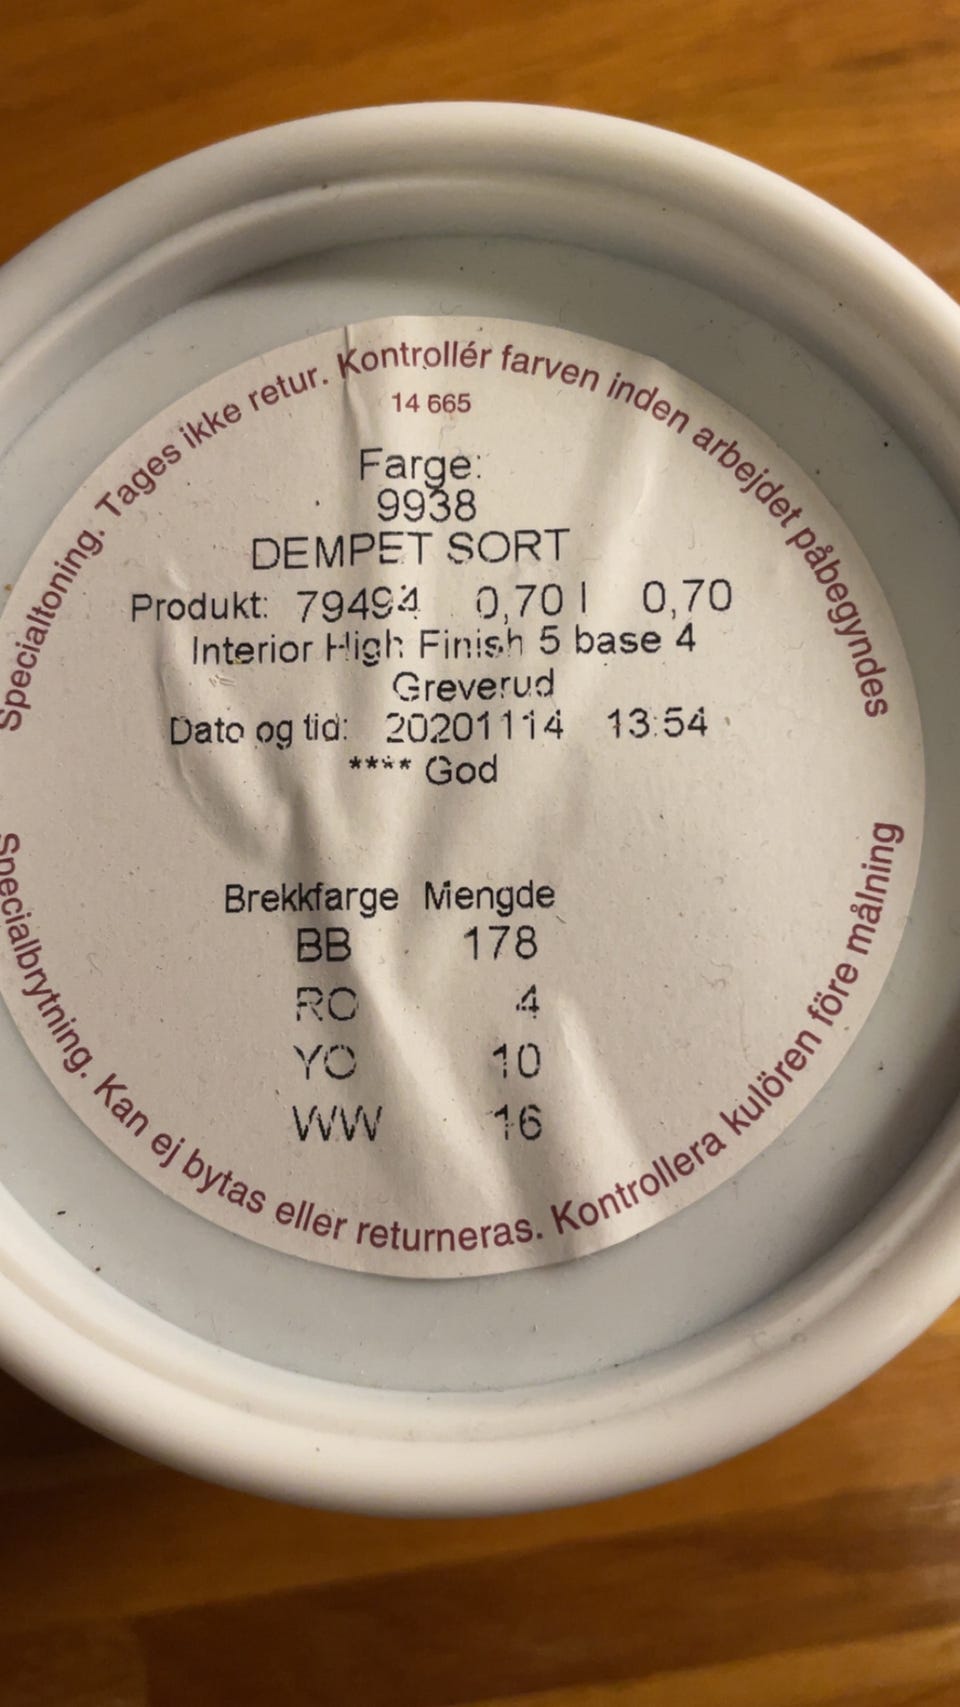 Specialtoning. Tages ikke retur. Kontrollér farven inden arbejdet påbegyndes
14 665
Farge:
9938
DEMPET SORT
Produkt: 79494 0,70 l 0,70
Interior High Finish 5 base 4
Greverud
Dato og tid: 20201114 13:54
**** God
Brekkfarge Mengde
BB 178
RO 4
YO 10
WW 16
Specialbrytning. Kan ej bytas eller returneras. Kontrollera kulören före målning